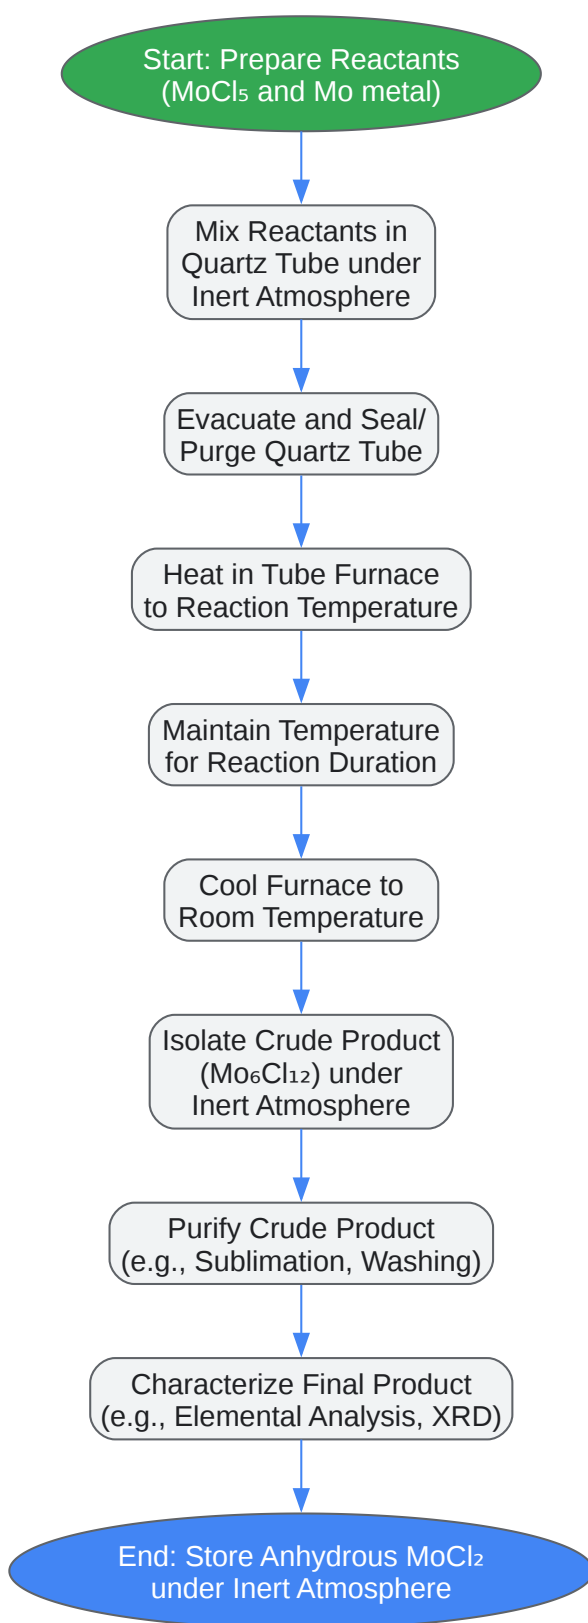 Start: Prepare Reactants
(MoCl₅ and Mo metal)
Mix Reactants in
Quartz Tube under
Inert Atmosphere
Evacuate and Seal/
Purge Quartz Tube
Heat in Tube Furnace
to Reaction Temperature
Maintain Temperature
for Reaction Duration
Cool Furnace to
Room Temperature
Isolate Crude Product
(Mo₆Cl₁₂) under
Inert Atmosphere
Purify Crude Product
(e.g., Sublimation, Washing)
Characterize Final Product
(e.g., Elemental Analysis, XRD)
End: Store Anhydrous MoCl₂
under Inert Atmosphere